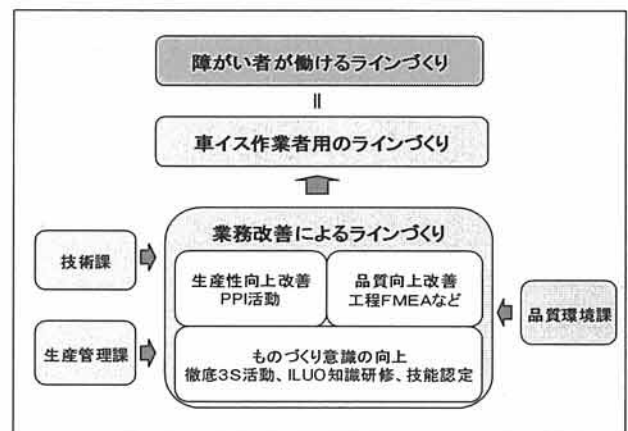 障がい者が働けるラインづくり
=
車イス作業者用のラインづくり
業務改善によるラインづくり
技術課
生産性向上改善
PPI活動
品質向上改善
工程FMEAなど
品質環境課
生産管理課
ものづくり意識の向上
徹底3S活動、ILUO知識研修、技能認定